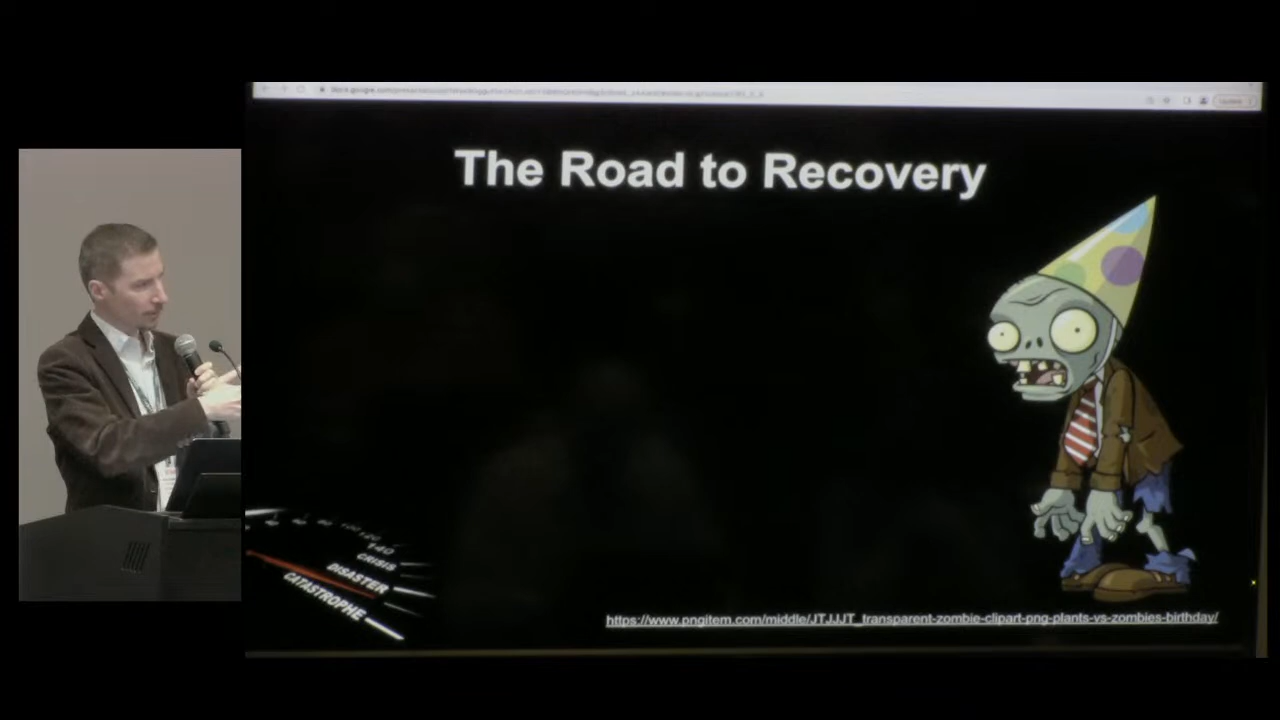 The Road to Recovery
140
CRISIS
DISASTER
CATASTROPHE
https://www.pngitem.com/middle/JTJJJT_transparent-zombie-clipart-png-plants-vs-zombies-birthday/